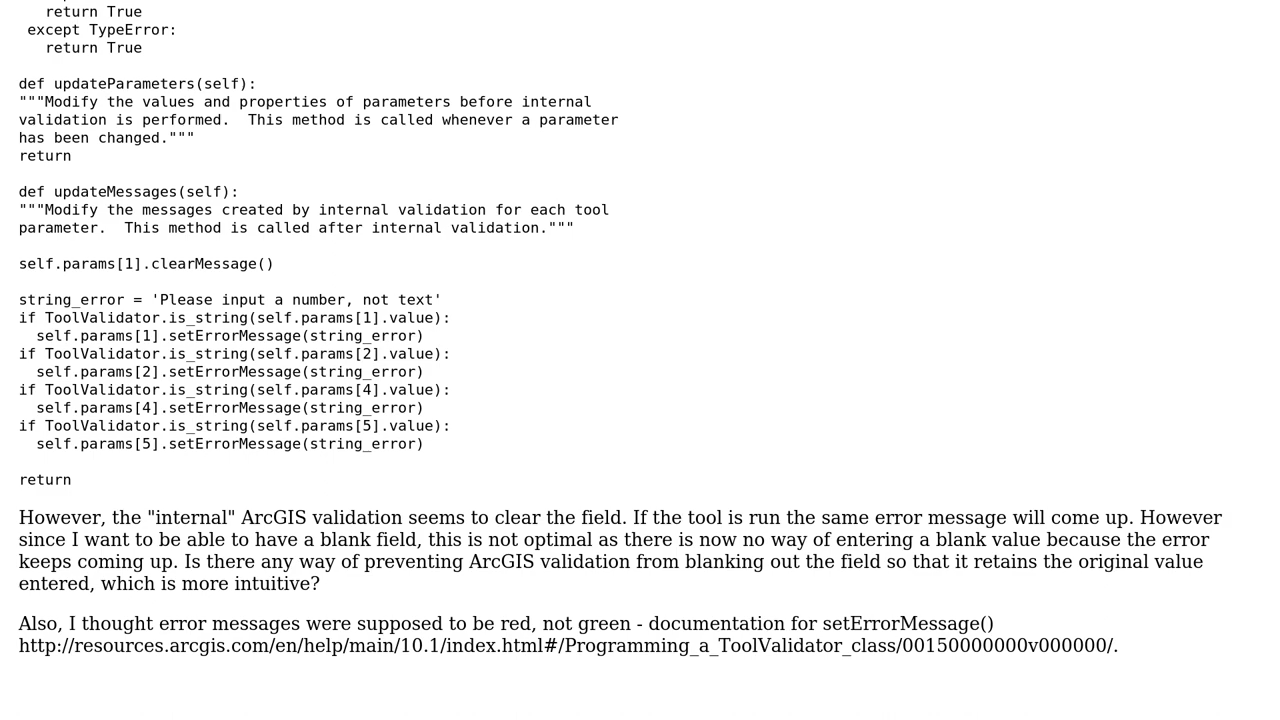 return True
except TypeError:
return True
def updateParameters(self):
"""Modify the values and properties of parameters before internal
validation is performed.  This method is called whenever a parameter
has been changed."""
return
def updateMessages(self):
"""Modify the messages created by internal validation for each tool
parameter.  This method is called after internal validation."""
self.params[1].clearMessage()
string_error = 'Please input a number, not text'
if ToolValidator.is_string(self.params[1].value):
  self.params[1].setErrorMessage(string_error)
if ToolValidator.is_string(self.params[2].value):
  self.params[2].setErrorMessage(string_error)
if ToolValidator.is_string(self.params[4].value):
  self.params[4].setErrorMessage(string_error)
if ToolValidator.is_string(self.params[5].value):
  self.params[5].setErrorMessage(string_error)
return
However, the "internal" ArcGIS validation seems to clear the field. If the tool is run the same error message will come up. However
since I want to be able to have a blank field, this is not optimal as there is now no way of entering a blank value because the error
keeps coming up. Is there any way of preventing ArcGIS validation from blanking out the field so that it retains the original value
entered, which is more intuitive?
Also, I thought error messages were supposed to be red, not green - documentation for setErrorMessage()
http://resources.arcgis.com/en/help/main/10.1/index.html#/Programming_a_ToolValidator_class/00150000000v000000/.